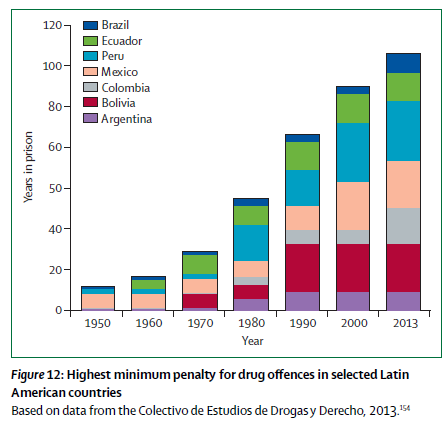 120
100
80
60
50
40
20
0
Years in prison
Brazil
Ecuador
Peru
Mexico
Colombia
Bolivia
Argentina
1950 1960 1970 1980 1990 2000 2013
Year
Figure 12: Highest minimum penalty for drug offences in selected Latin
American countries
Based on data from the Colectivo de Estudios de Drogas y Derecho, 2013.¹⁵⁴